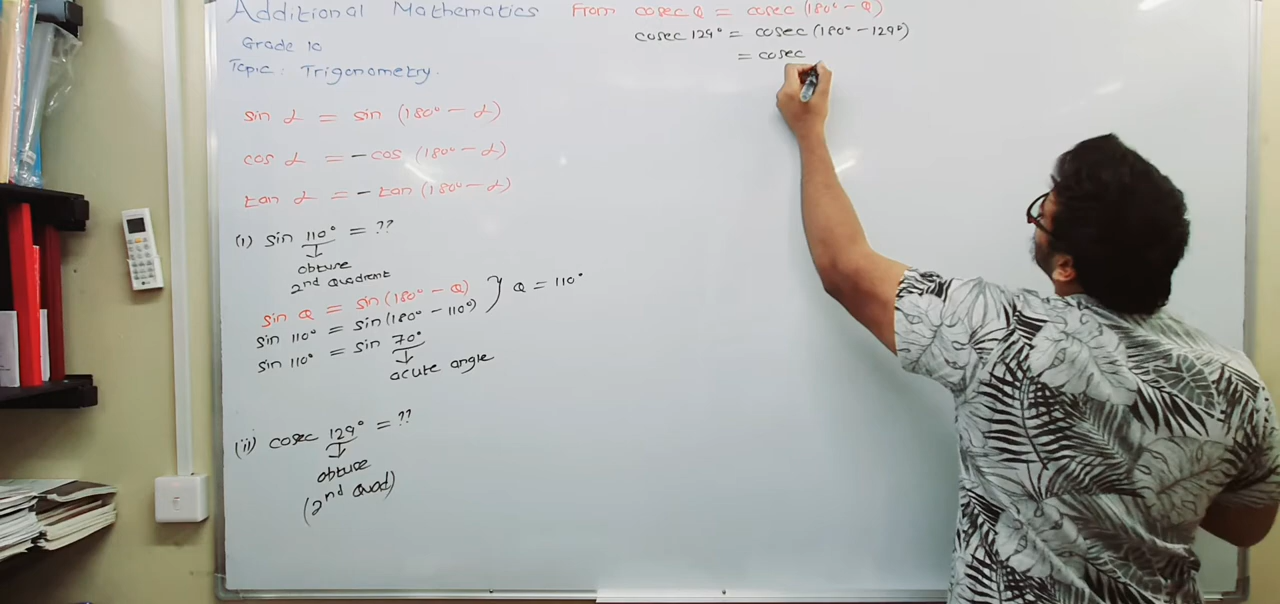 Additional Mathematics
Grade 10
Topic: Trigonometry.
sin α = sin (180° - α)
cos α = - cos (180° - α)
tan α = - tan (180° - α)
(i) sin 110° = ??
obtuse
2nd Quadrent
sin Q = sin (180° - Q)
sin 110° = sin (180° - 110°) } Q = 110°
sin 110° = sin 70°
acute angle
(ii) cosec 129° = ??
obtuse
(2nd Quad)
From cosec Q = cosec (180° - Q)
cosec 129° = cosec (180° - 129°)
= cosec